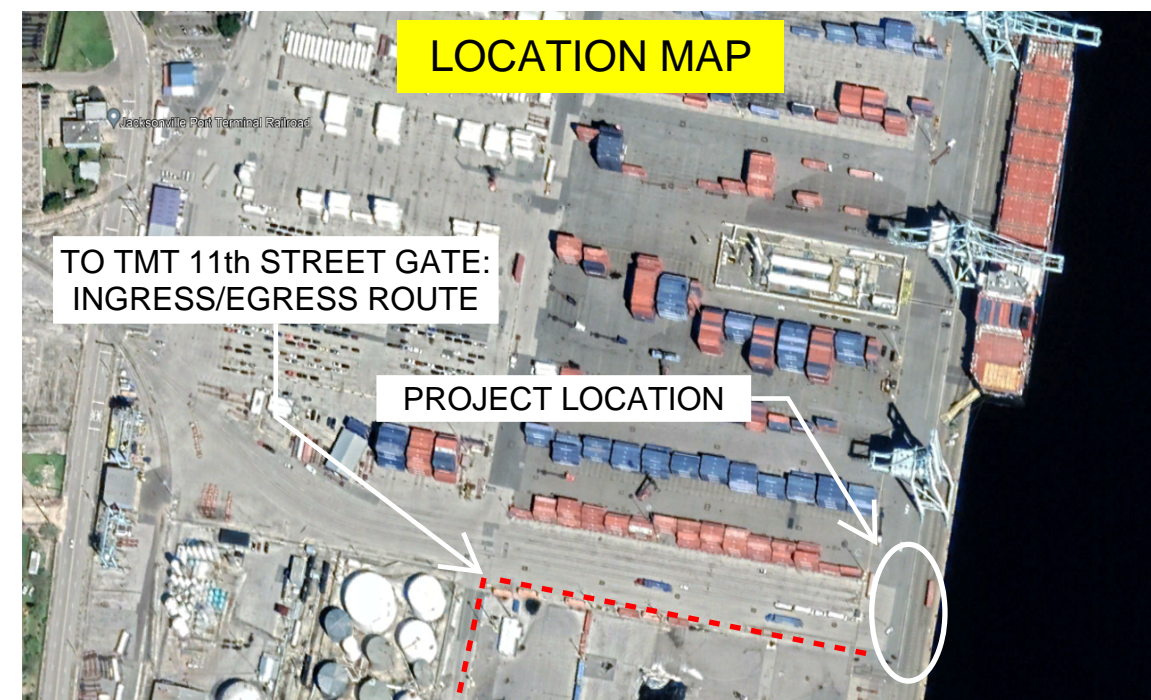 LOCATION MAP
Jacksonville Port Terminal Railroad
TO TMT 11th STREET GATE:
INGRESS/EGRESS ROUTE
PROJECT LOCATION